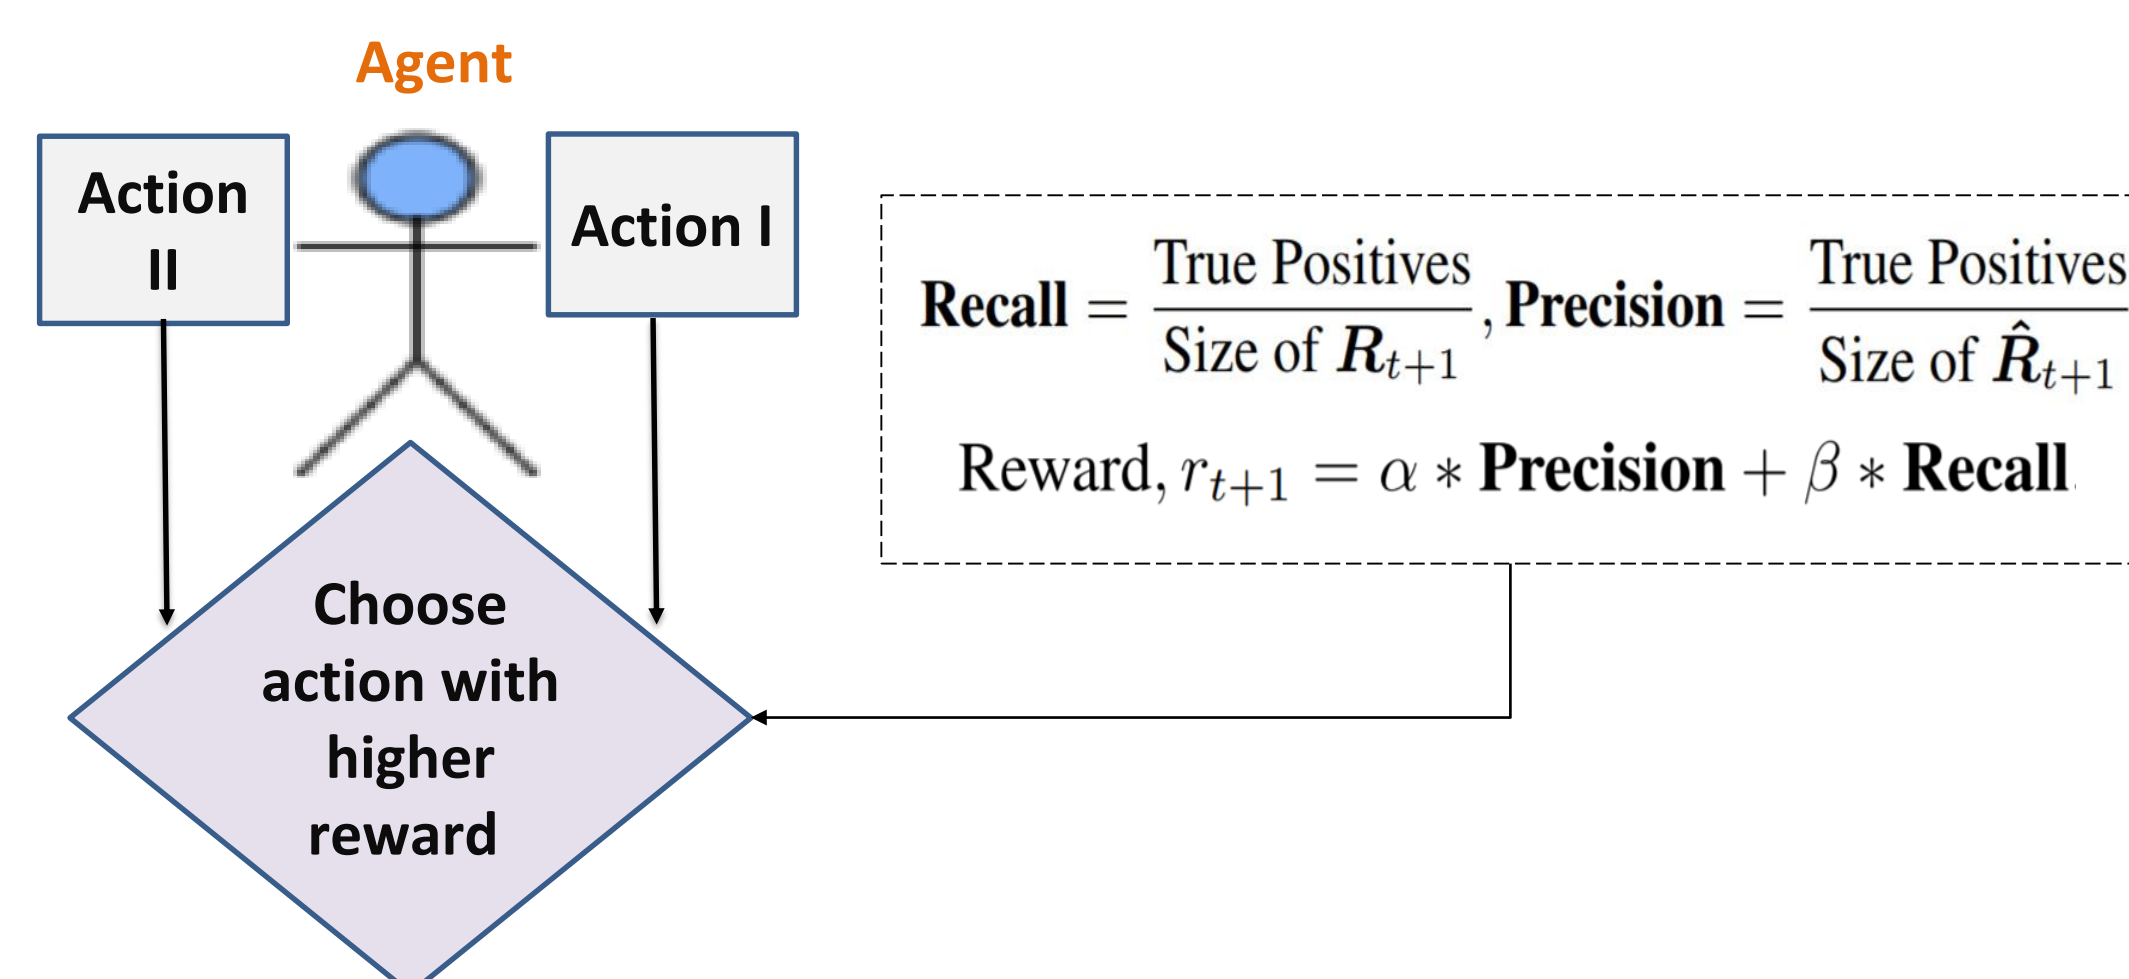 Agent
Action
II
Action I
Recall = True Positives / Size of R_{t+1}, Precision = True Positives / Size of R̂_{t+1}
Reward, r_{t+1} = α * Precision + β * Recall.
Choose
action with
higher
reward